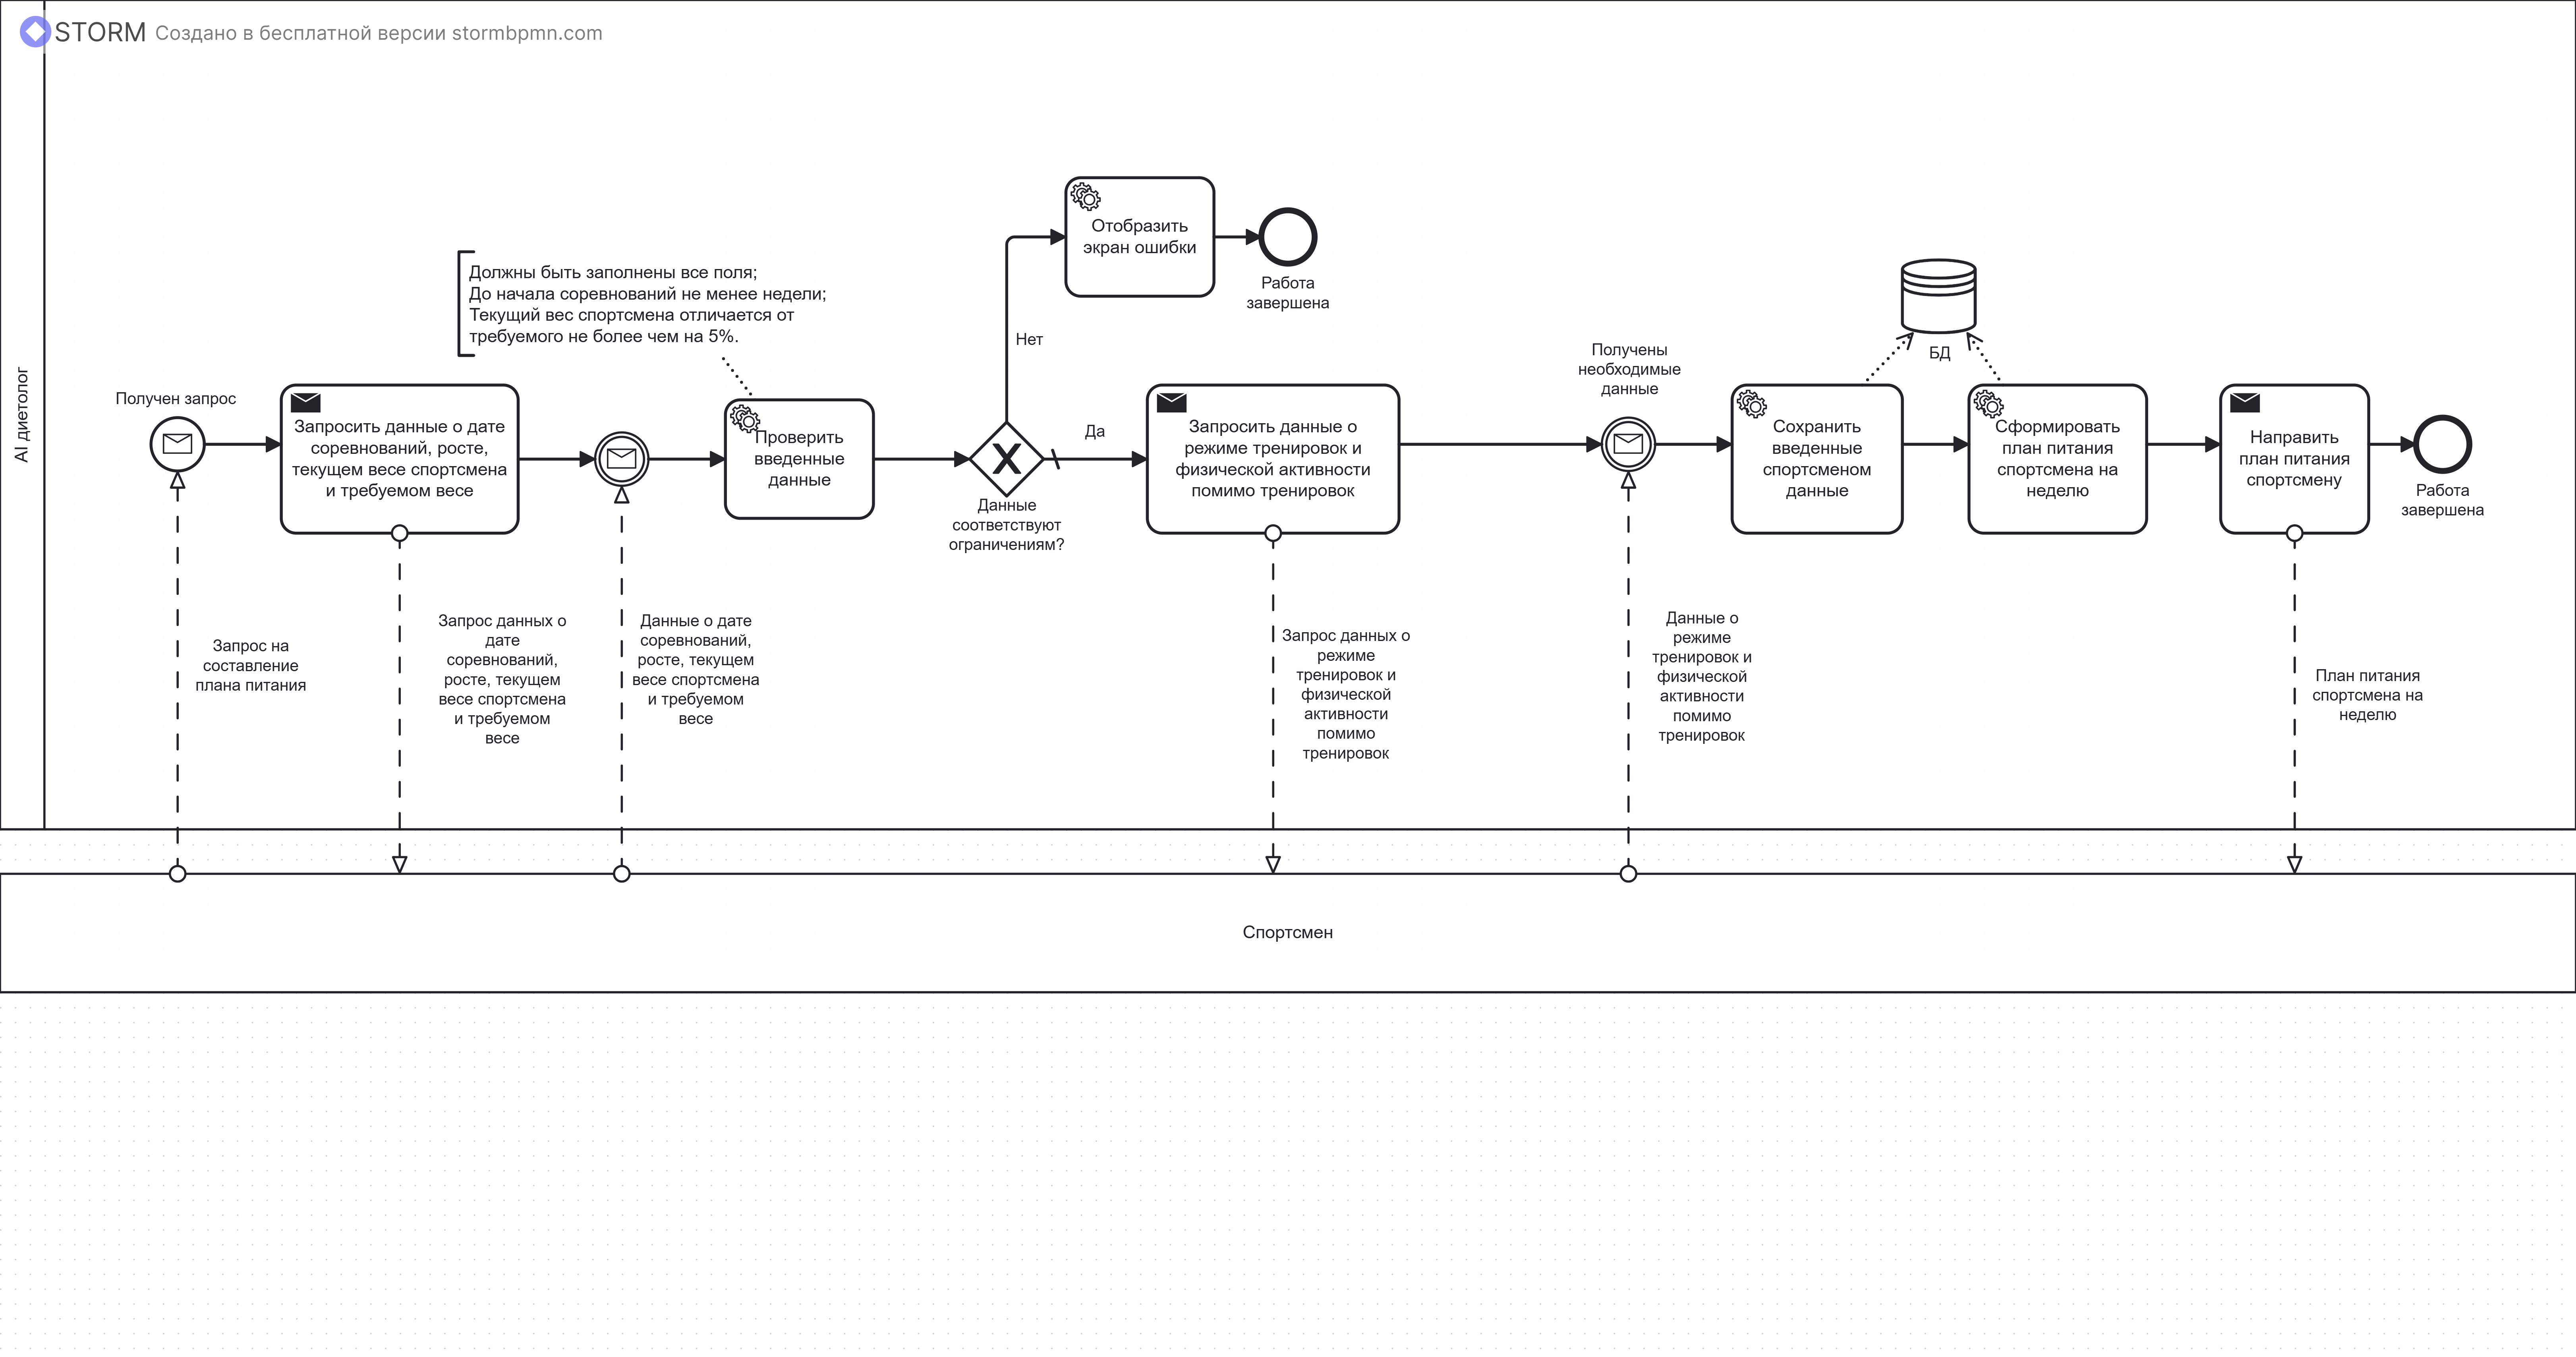 STORM Создано в бесплатной версии stormbpmn.com
AI диетолог
Отобразить
экран ошибки
Работа
завершена
Должны быть заполнены все поля;
До начала соревнований не менее недели;
Текущий вес спортсмена отличается от
требуемого не более чем на 5%.
Нет
БД
Получен запрос
Запросить данные о дате
соревнований, росте,
текущем весе спортсмена
и требуемом весе
Проверить
введенные
данные
Данные
соответствуют
ограничениям?
Да
Запросить данные о
режиме тренировок и
физической активности
помимо тренировок
Получены
необходимые
данные
Сохранить
введенные
спортсменом
данные
Сформировать
план питания
спортсмена на
неделю
Направить
план питания
спортсмену
Работа
завершена
Запрос на
составление
плана питания
Запрос данных о
дате
соревнований,
росте, текущем
весе спортсмена
и требуемом
весе
Данные о дате
соревнований,
росте, текущем
весе спортсмена
и требуемом
весе
Запрос данных о
режиме
тренировок и
физической
активности
помимо
тренировок
Данные о
режиме
тренировок и
физической
активности
помимо
тренировок
План питания
спортсмена на
неделю
Спортсмен